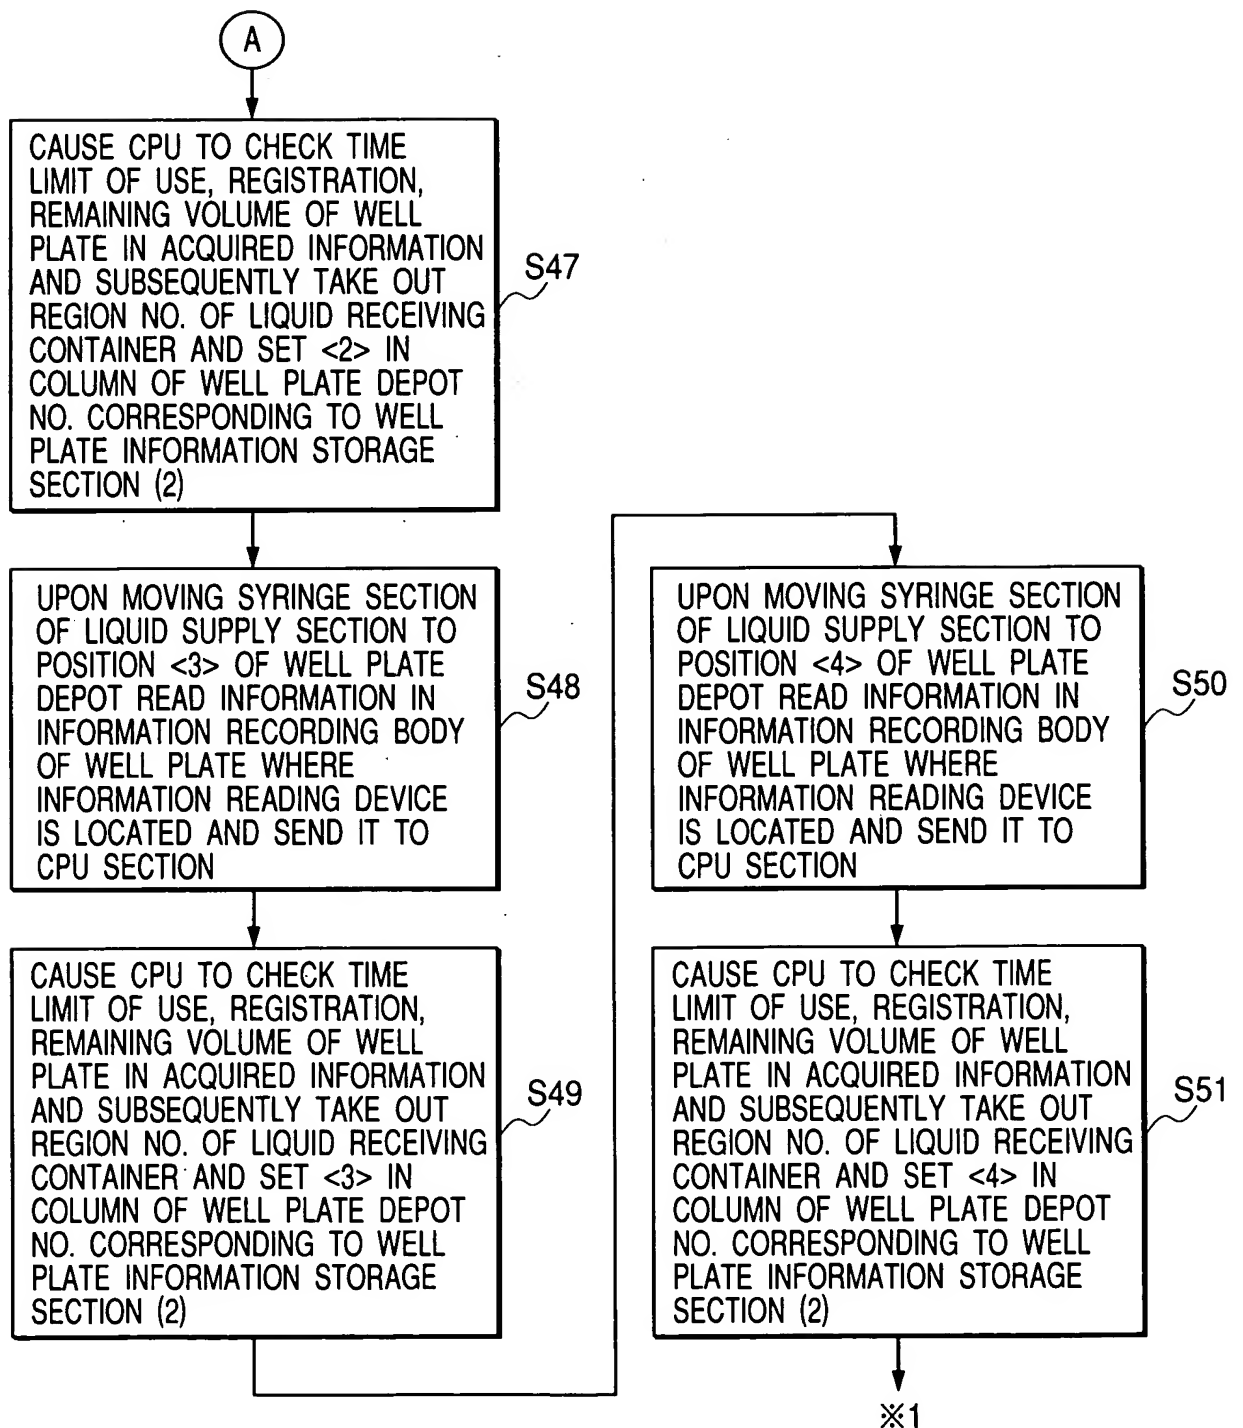 A
CAUSE CPU TO CHECK TIME
LIMIT OF USE, REGISTRATION,
REMAINING VOLUME OF WELL
PLATE IN ACQUIRED INFORMATION
AND SUBSEQUENTLY TAKE OUT
REGION NO. OF LIQUID RECEIVING
CONTAINER AND SET <2> IN
COLUMN OF WELL PLATE DEPOT
NO. CORRESPONDING TO WELL
PLATE INFORMATION STORAGE
SECTION (2)
S47
UPON MOVING SYRINGE SECTION
OF LIQUID SUPPLY SECTION TO
POSITION <3> OF WELL PLATE
DEPOT READ INFORMATION IN
INFORMATION RECORDING BODY
OF WELL PLATE WHERE
INFORMATION READING DEVICE
IS LOCATED AND SEND IT TO
CPU SECTION
S48
CAUSE CPU TO CHECK TIME
LIMIT OF USE, REGISTRATION,
REMAINING VOLUME OF WELL
PLATE IN ACQUIRED INFORMATION
AND SUBSEQUENTLY TAKE OUT
REGION NO. OF LIQUID RECEIVING
CONTAINER AND SET <3> IN
COLUMN OF WELL PLATE DEPOT
NO. CORRESPONDING TO WELL
PLATE INFORMATION STORAGE
SECTION (2)
S49
UPON MOVING SYRINGE SECTION
OF LIQUID SUPPLY SECTION TO
POSITION <4> OF WELL PLATE
DEPOT READ INFORMATION IN
INFORMATION RECORDING BODY
OF WELL PLATE WHERE
INFORMATION READING DEVICE
IS LOCATED AND SEND IT TO
CPU SECTION
S50
CAUSE CPU TO CHECK TIME
LIMIT OF USE, REGISTRATION,
REMAINING VOLUME OF WELL
PLATE IN ACQUIRED INFORMATION
AND SUBSEQUENTLY TAKE OUT
REGION NO. OF LIQUID RECEIVING
CONTAINER AND SET <4> IN
COLUMN OF WELL PLATE DEPOT
NO. CORRESPONDING TO WELL
PLATE INFORMATION STORAGE
SECTION (2)
S51
※1